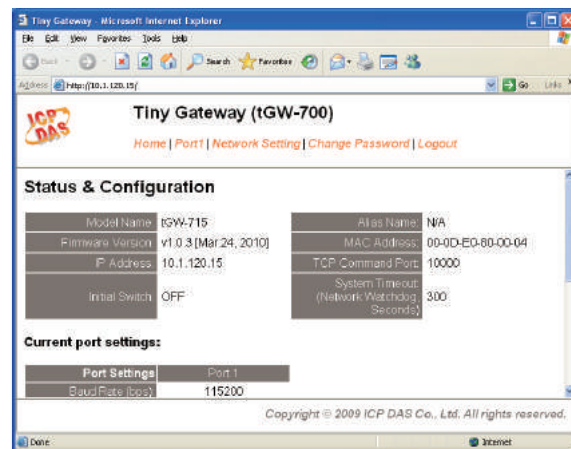 Tiny Gateway - Microsoft Internet Explorer
File Edit View Favorites Tools Help
Back Search Favorites
Address http://10.1.120.15/ Go Links
ICP DAS
Tiny Gateway (tGW-700)
Home | Port1 | Network Setting | Change Password | Logout
Status & Configuration
Model Name tGW-715 Alias Name: N/A
Firmware Version v1.0.3 [Mar.24, 2010] MAC Address: 00-0D-E0-80-00-04
IP Address 10.1.120.15 TCP Command Port: 10000
Initial Switch OFF System Timeout (Network Watchdog, Seconds) 300
Current port settings:
Port Settings Port 1
Baud Rate (bps) 115200
Copyright © 2009 ICP DAS Co., Ltd. All rights reserved.
Done Internet